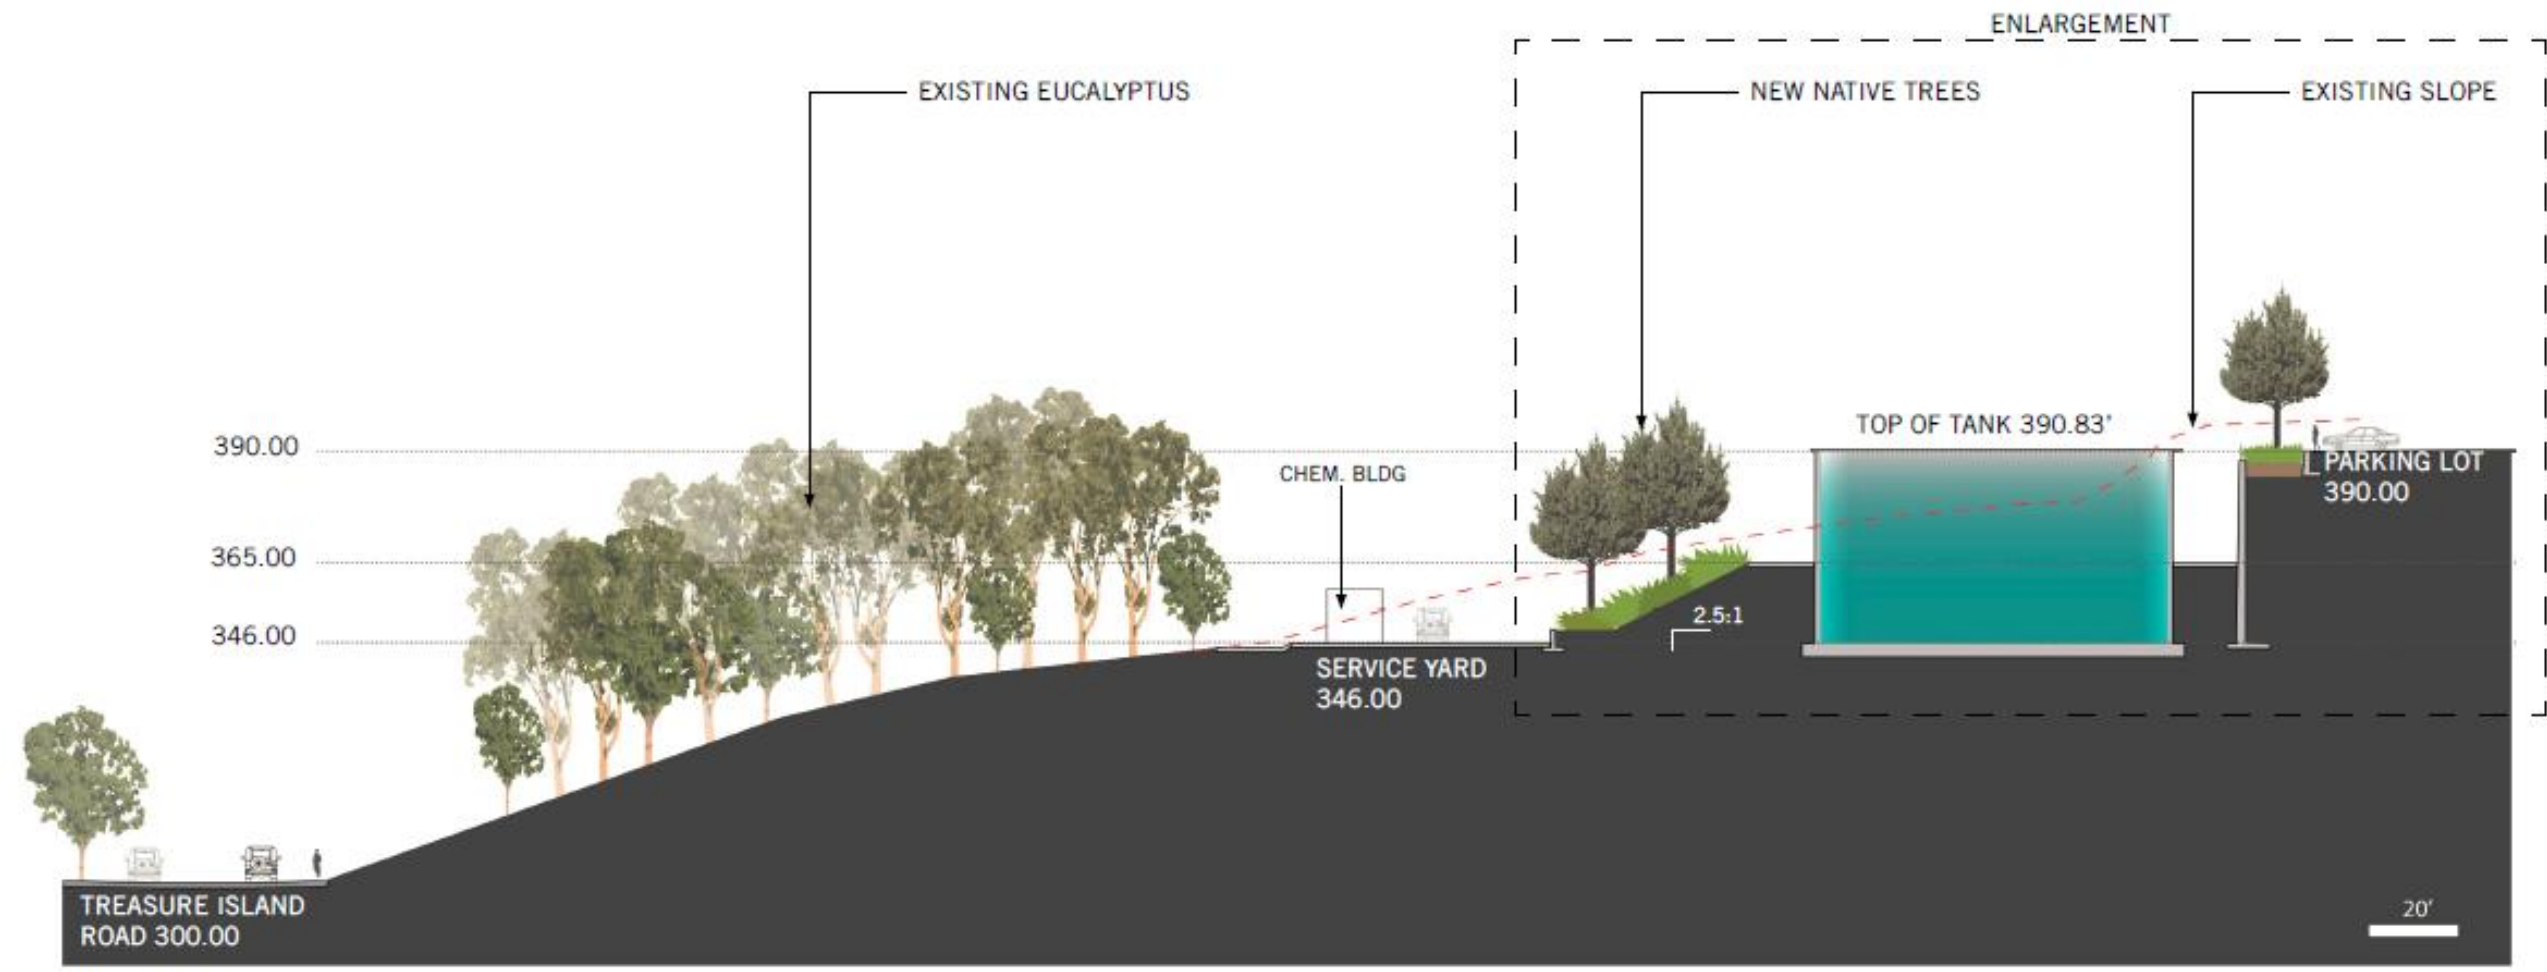 ENLARGEMENT
EXISTING EUCALYPTUS
NEW NATIVE TREES
EXISTING SLOPE
390.00
TOP OF TANK 390.83'
CHEM. BLDG
PARKING LOT
390.00
365.00
2.5:1
346.00
SERVICE YARD
346.00
TREASURE ISLAND
ROAD 300.00
20'